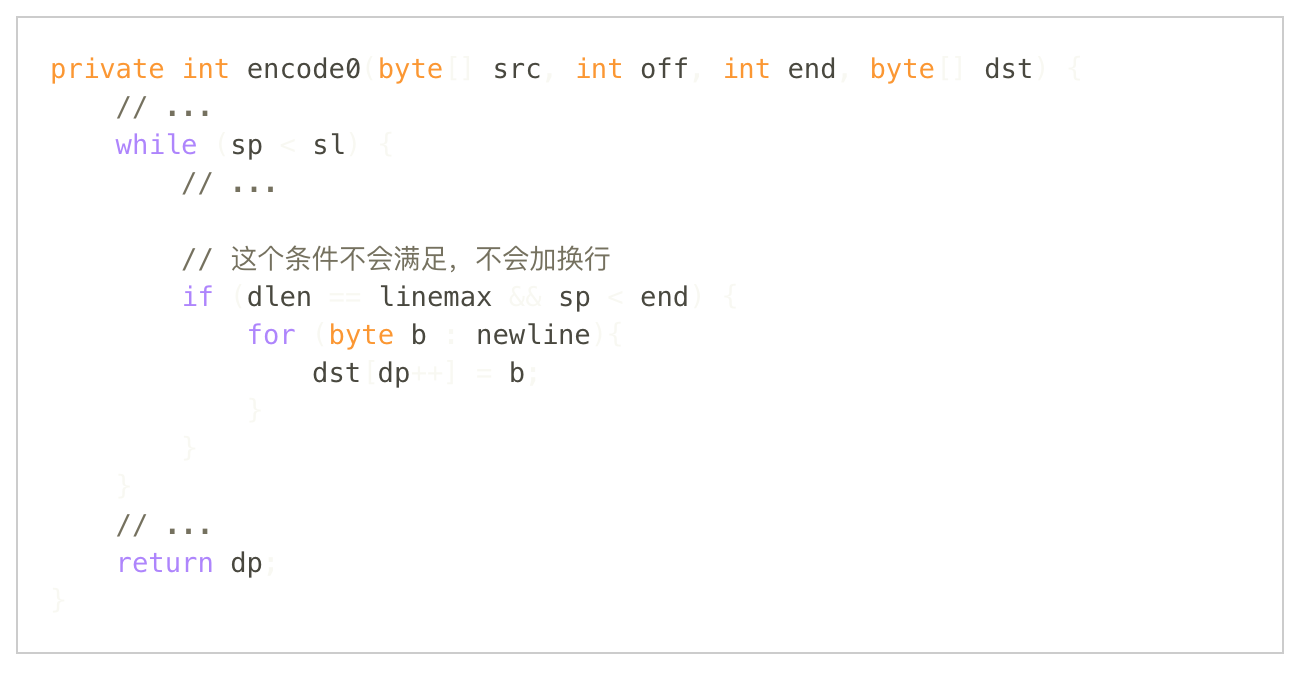 private int encode0(byte[] src, int off, int end, byte[] dst) {
    // ...
    while (sp < sl) {
        // ...

        // 这个条件不会满足，不会加换行
        if (dlen == linemax && sp < end) {
            for (byte b : newline){
                dst[dp++] = b;
            }
        }
    }
    // ...
    return dp;
}